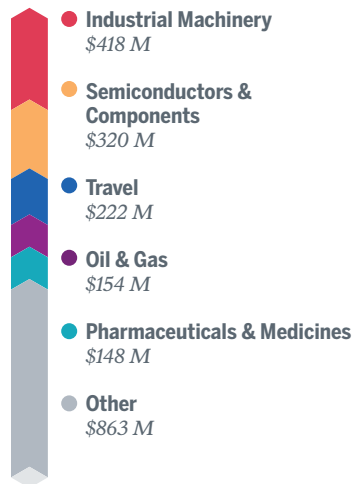 Industrial Machinery
$418 M
Semiconductors &
Components
$320 M
Travel
$222 M
Oil & Gas
$154 M
Pharmaceuticals & Medicines
$148 M
Other
$863 M